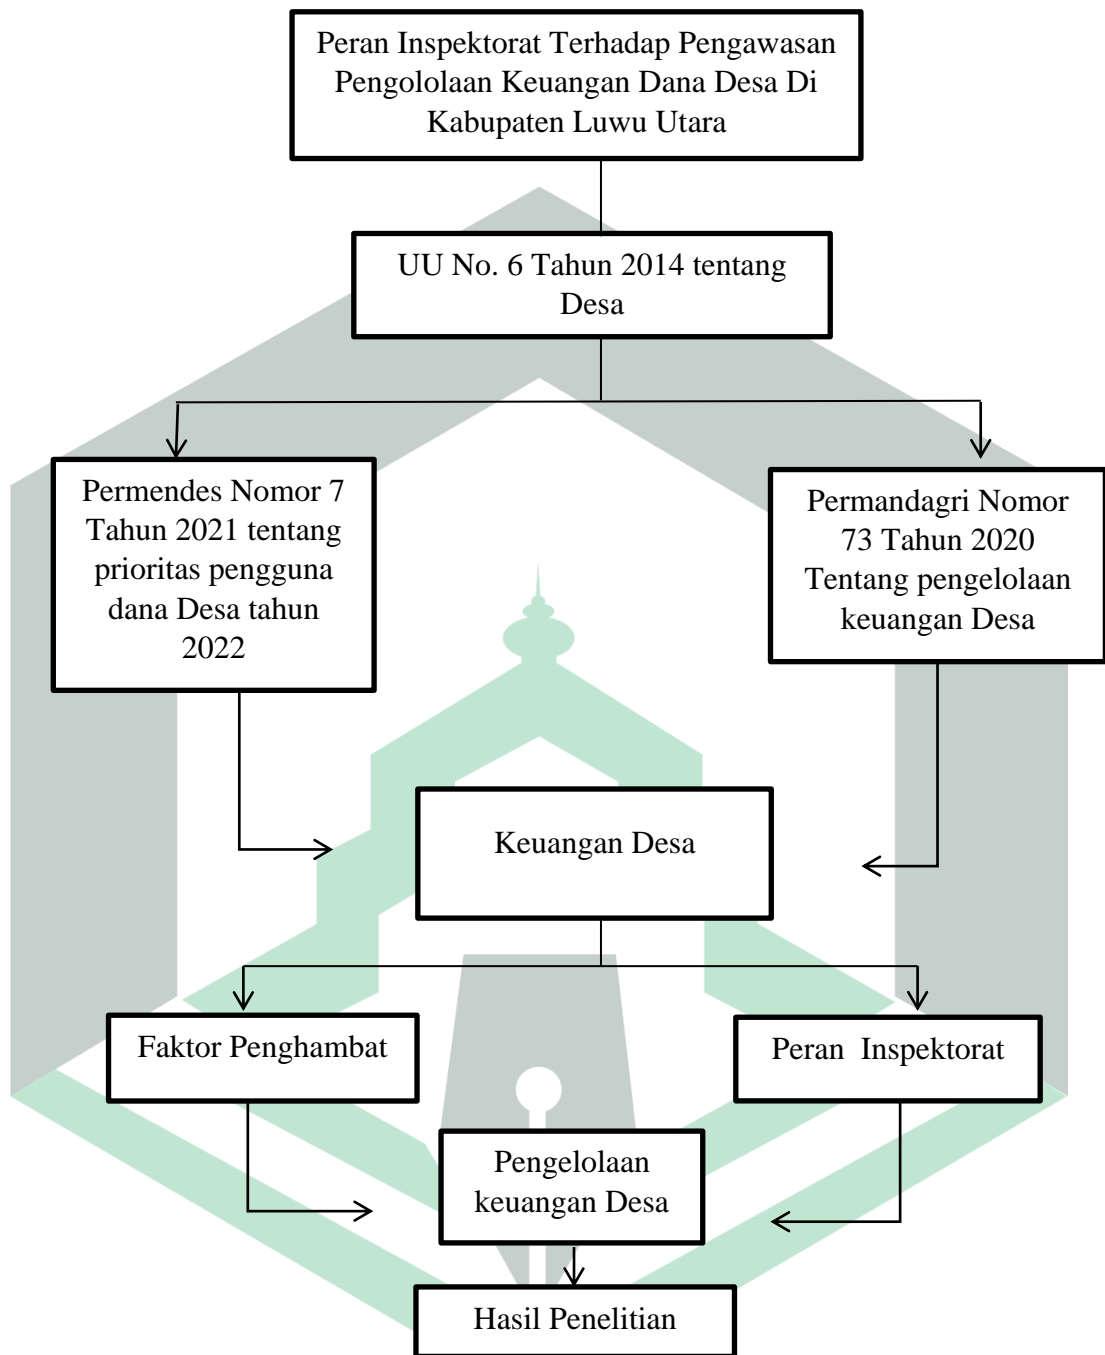 Peran Inspektorat Terhadap Pengawasan
Pengololaan Keuangan Dana Desa Di
Kabupaten Luwu Utara
UU No. 6 Tahun 2014 tentang
Desa
Permendes Nomor 7
Tahun 2021 tentang
prioritas pengguna
dana Desa tahun
2022
Permandagri Nomor
73 Tahun 2020
Tentang pengelolaan
keuangan Desa
Keuangan Desa
Faktor Penghambat
Peran  Inspektorat
Pengelolaan
keuangan Desa
Hasil Penelitian